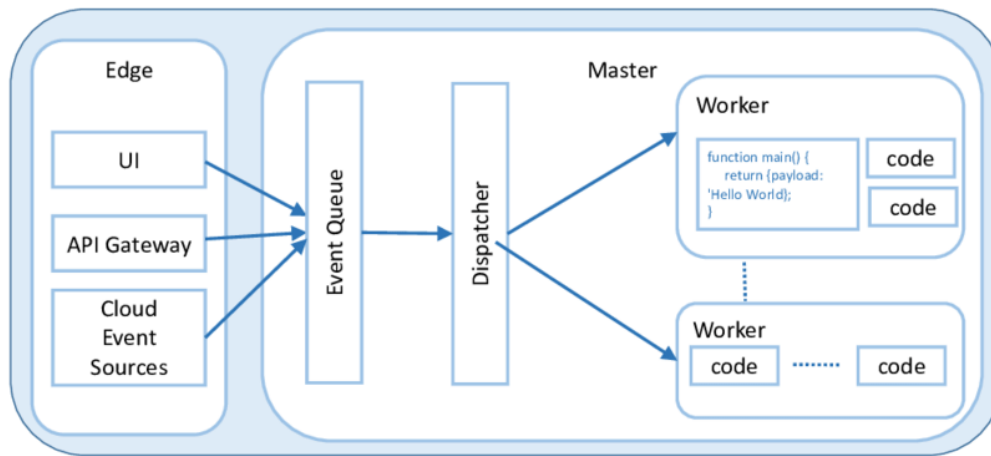 Edge
UI
API Gateway
Cloud
Event
Sources
Master
Event Queue
Dispatcher
Worker
function main() {
return {payload:
'Hello World};
}
code
code
Worker
code
code